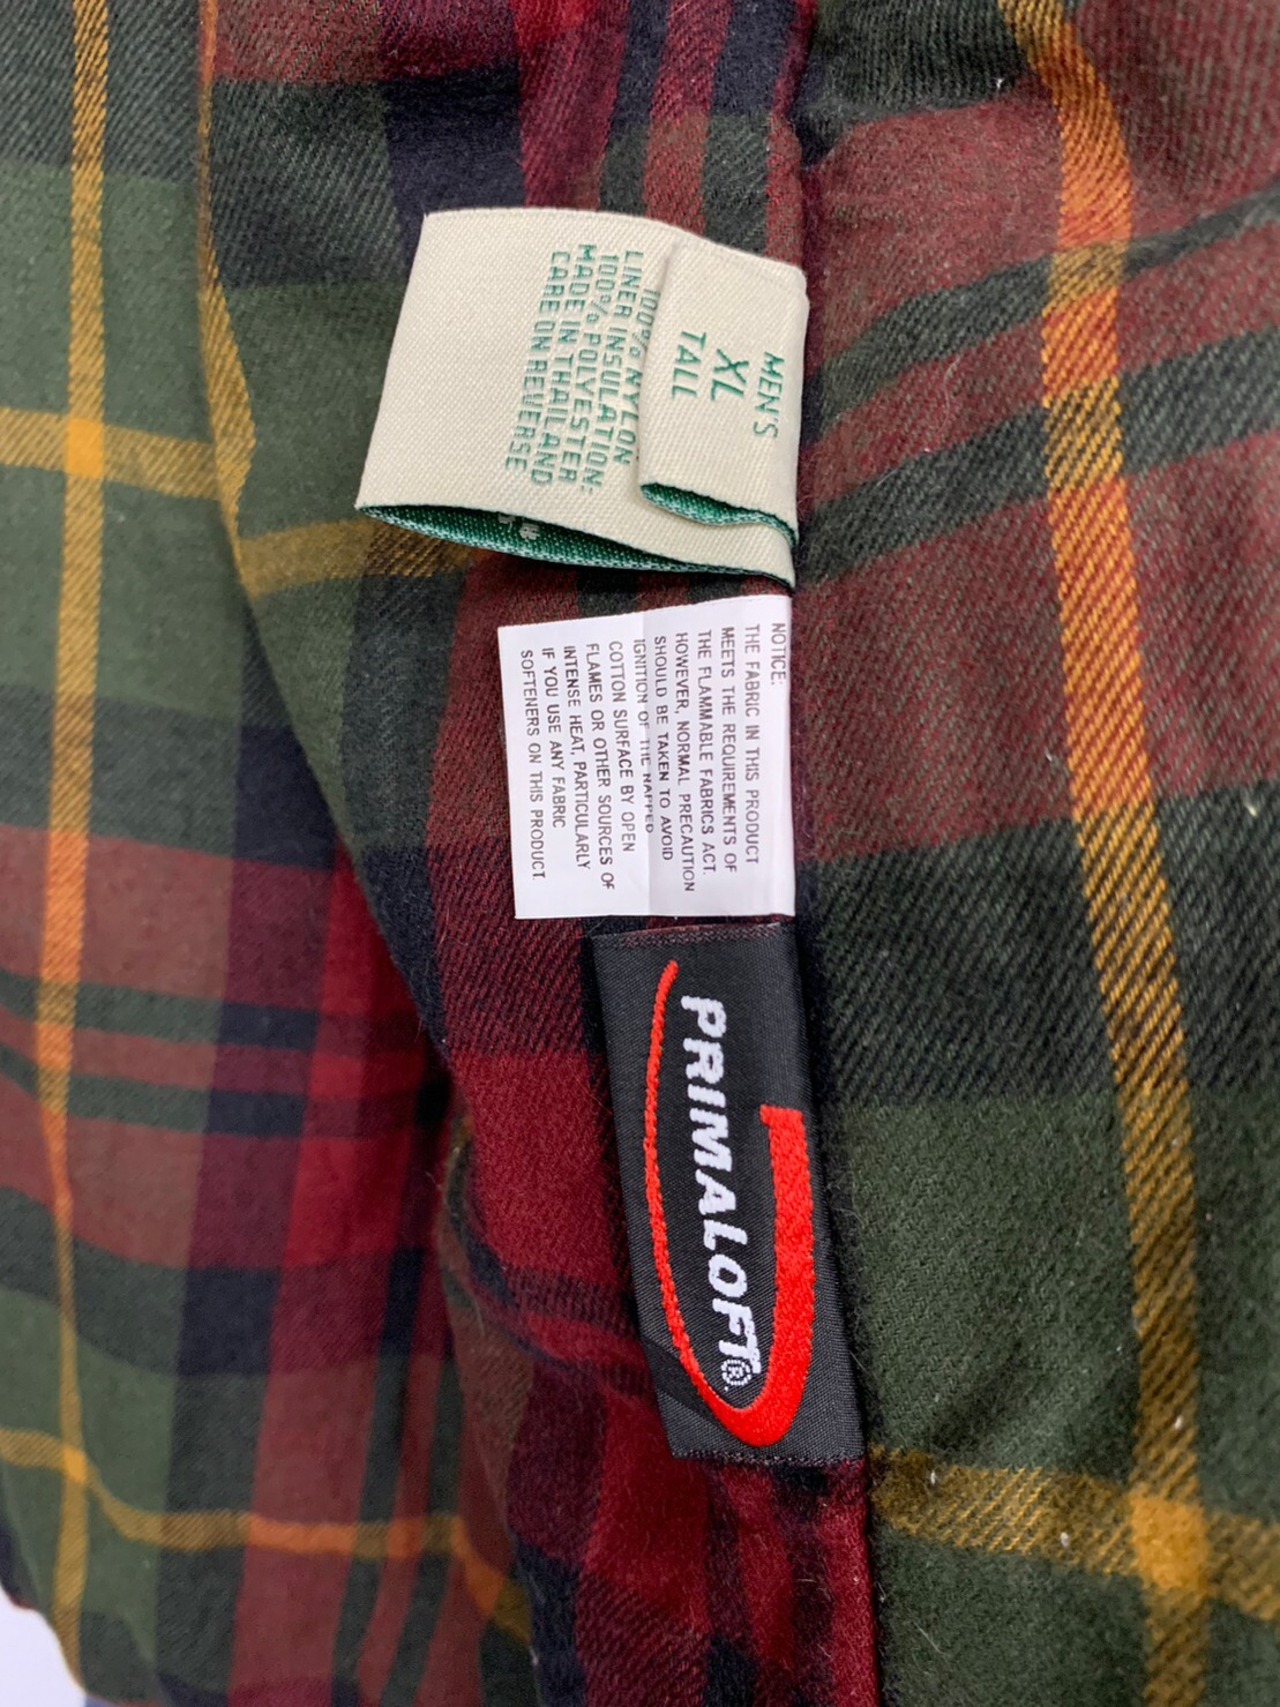 MEN'S
XL
TALL
100% NYLON
LINER INSULATION:
100% POLYESTER
MADE IN THAILAND
CARE ON REVERSE
NOTICE:
THE FABRIC IN THIS PRODUCT
MEETS THE REQUIREMENTS OF
THE FLAMMABLE FABRICS ACT.
HOWEVER, NORMAL PRECAUTION
SHOULD BE TAKEN TO AVOID
IGNITION OF THE NAPPED
COTTON SURFACE BY OPEN
FLAMES OR OTHER SOURCES OF
INTENSE HEAT, PARTICULARLY
IF YOU USE ANY FABRIC
SOFTENERS ON THIS PRODUCT.
PRIMALOFT®